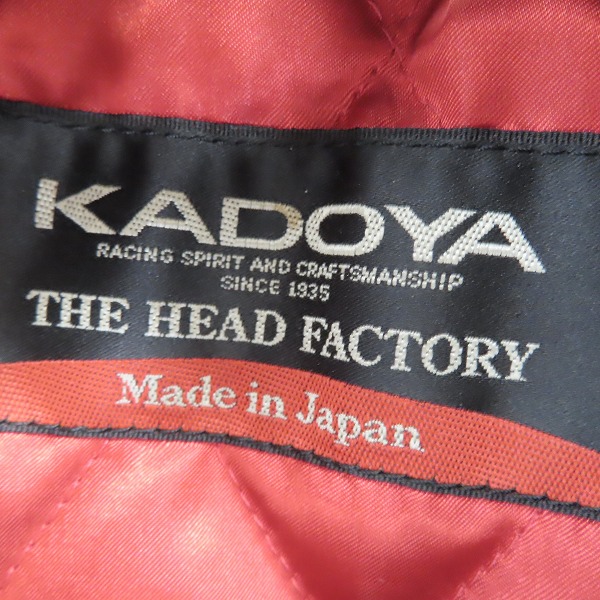 KADOYA
RACING SPIRIT AND CRAFTSMANSHIP
SINCE 1935
THE HEAD FACTORY
Made in Japan